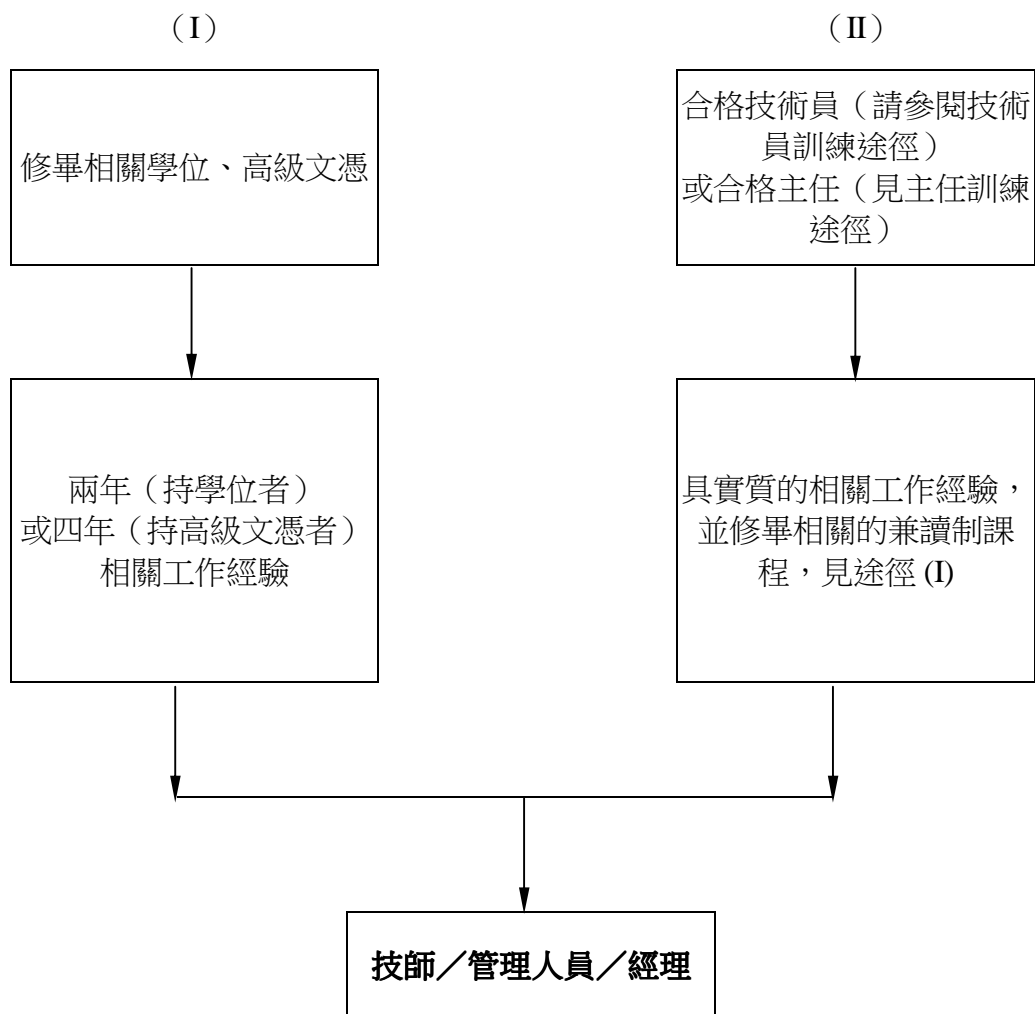 （I）
（II）
修畢相關學位、高級文憑
合格技術員（請參閱技術
員訓練途徑）
或合格主任（見主任訓練
途徑）
兩年（持學位者）
或四年（持高級文憑者）
相關工作經驗
具實質的相關工作經驗，
並修畢相關的兼讀制課
程，見途徑 (I)
技師／管理人員／經理